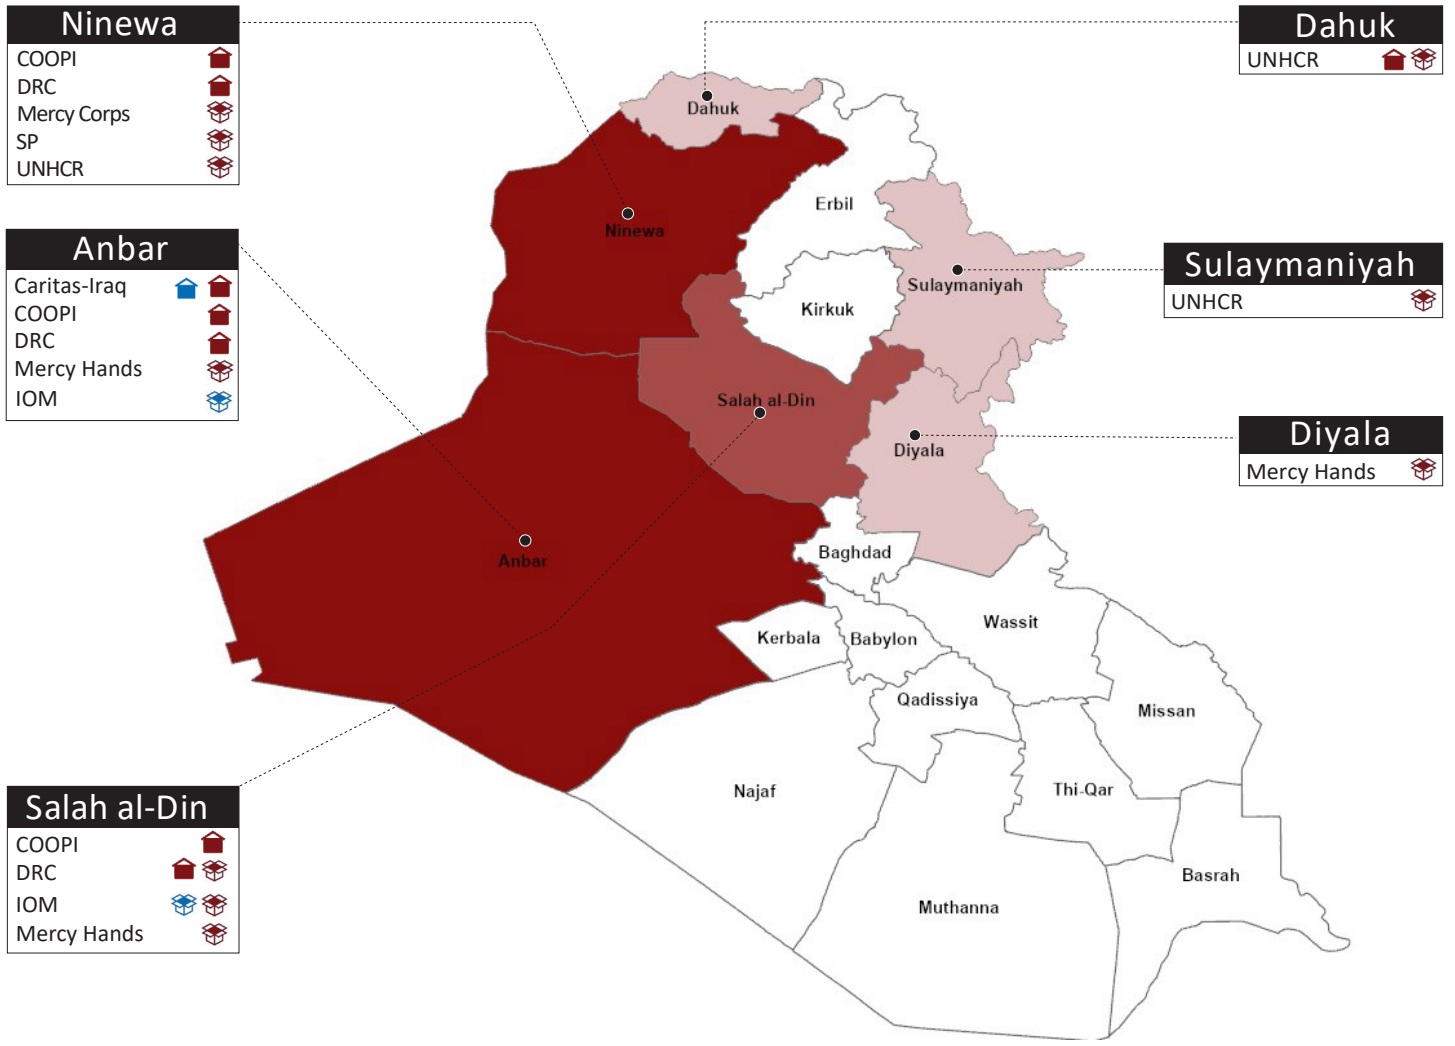 Ninewa
COOPI
DRC
Mercy Corps
SP
UNHCR
Dahuk
UNHCR
Anbar
Caritas-Iraq
COOPI
DRC
Mercy Hands
IOM
Sulaymaniyah
UNHCR
Diyala
Mercy Hands
Salah al-Din
COOPI
DRC
IOM
Mercy Hands
Dahuk
Ninewa
Erbil
Sulaymaniyah
Kirkuk
Salah al-Din
Diyala
Anbar
Baghdad
Wassit
Kerbala
Babylon
Qadissiya
Missan
Najaf
Thi-Qar
Muthanna
Basrah